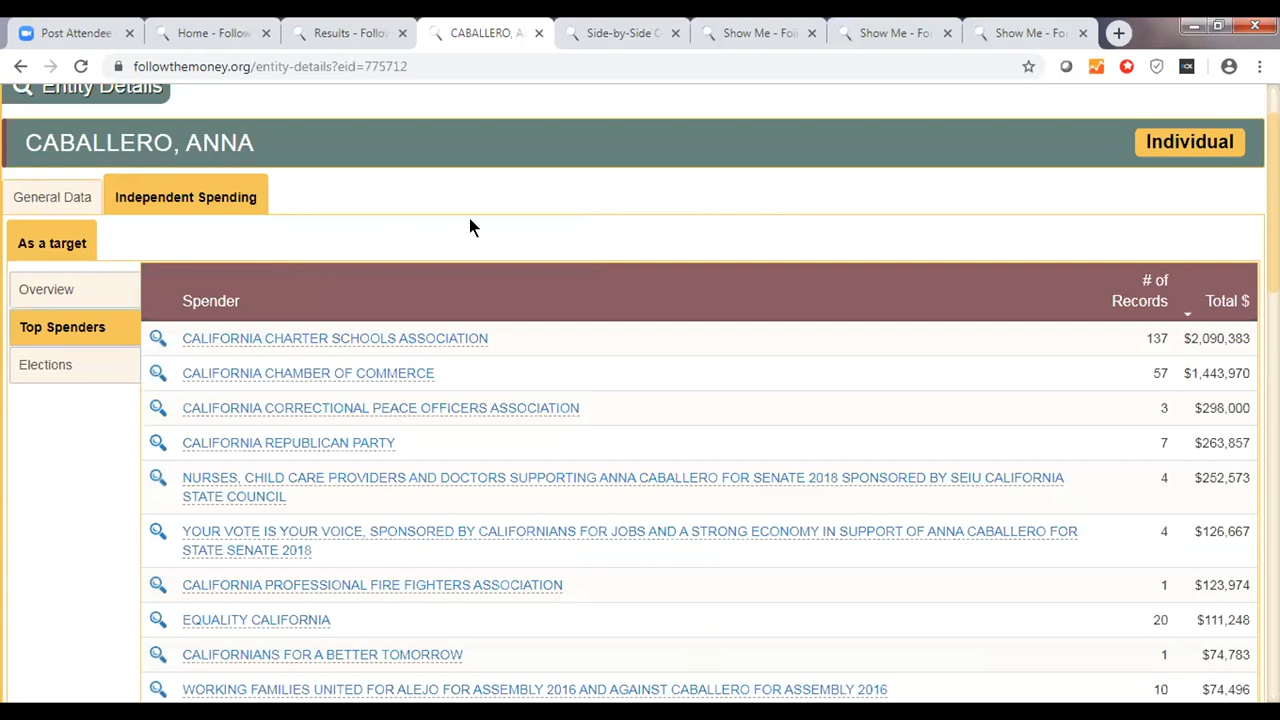 Post Attendee
Home - Follow
Results - Follow
CABALLERO, A
Side-by-Side C
Show Me - Fo
Show Me - Fo
Show Me - Fo
followthemoney.org/entity-details?eid=775712
Entity Details
CABALLERO, ANNA
Individual
General Data
Independent Spending
As a target
Overview
Top Spenders
Elections
Spender
# of
Records
Total $
CALIFORNIA CHARTER SCHOOLS ASSOCIATION 137 $2,090,383
CALIFORNIA CHAMBER OF COMMERCE 57 $1,443,970
CALIFORNIA CORRECTIONAL PEACE OFFICERS ASSOCIATION 3 $298,000
CALIFORNIA REPUBLICAN PARTY 7 $263,857
NURSES, CHILD CARE PROVIDERS AND DOCTORS SUPPORTING ANNA CABALLERO FOR SENATE 2018 SPONSORED BY SEIU CALIFORNIA 4 $252,573
STATE COUNCIL
YOUR VOTE IS YOUR VOICE, SPONSORED BY CALIFORNIANS FOR JOBS AND A STRONG ECONOMY IN SUPPORT OF ANNA CABALLERO FOR 4 $126,667
STATE SENATE 2018
CALIFORNIA PROFESSIONAL FIRE FIGHTERS ASSOCIATION 1 $123,974
EQUALITY CALIFORNIA 20 $111,248
CALIFORNIANS FOR A BETTER TOMORROW 1 $74,783
WORKING FAMILIES UNITED FOR ALEJO FOR ASSEMBLY 2016 AND AGAINST CABALLERO FOR ASSEMBLY 2016 10 $74,496